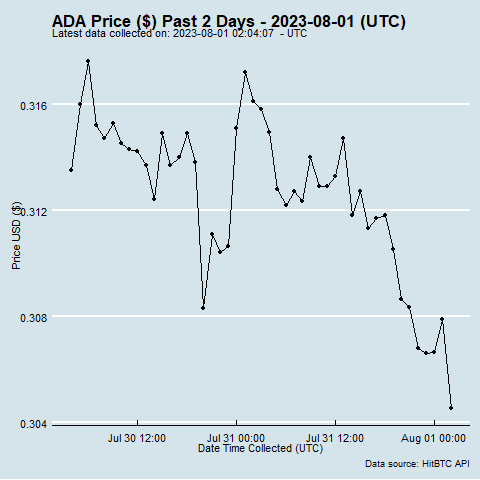 ADA Price ($) Past 2 Days - 2023-08-01 (UTC)
Latest data collected on: 2023-08-01 02:04:07 - UTC
0.316
0.312
0.308
0.304
Price USD ($)
Jul 30 12:00 Jul 31 00:00 Jul 31 12:00 Aug 01 00:00
Date Time Collected (UTC)
Data source: HitBTC API